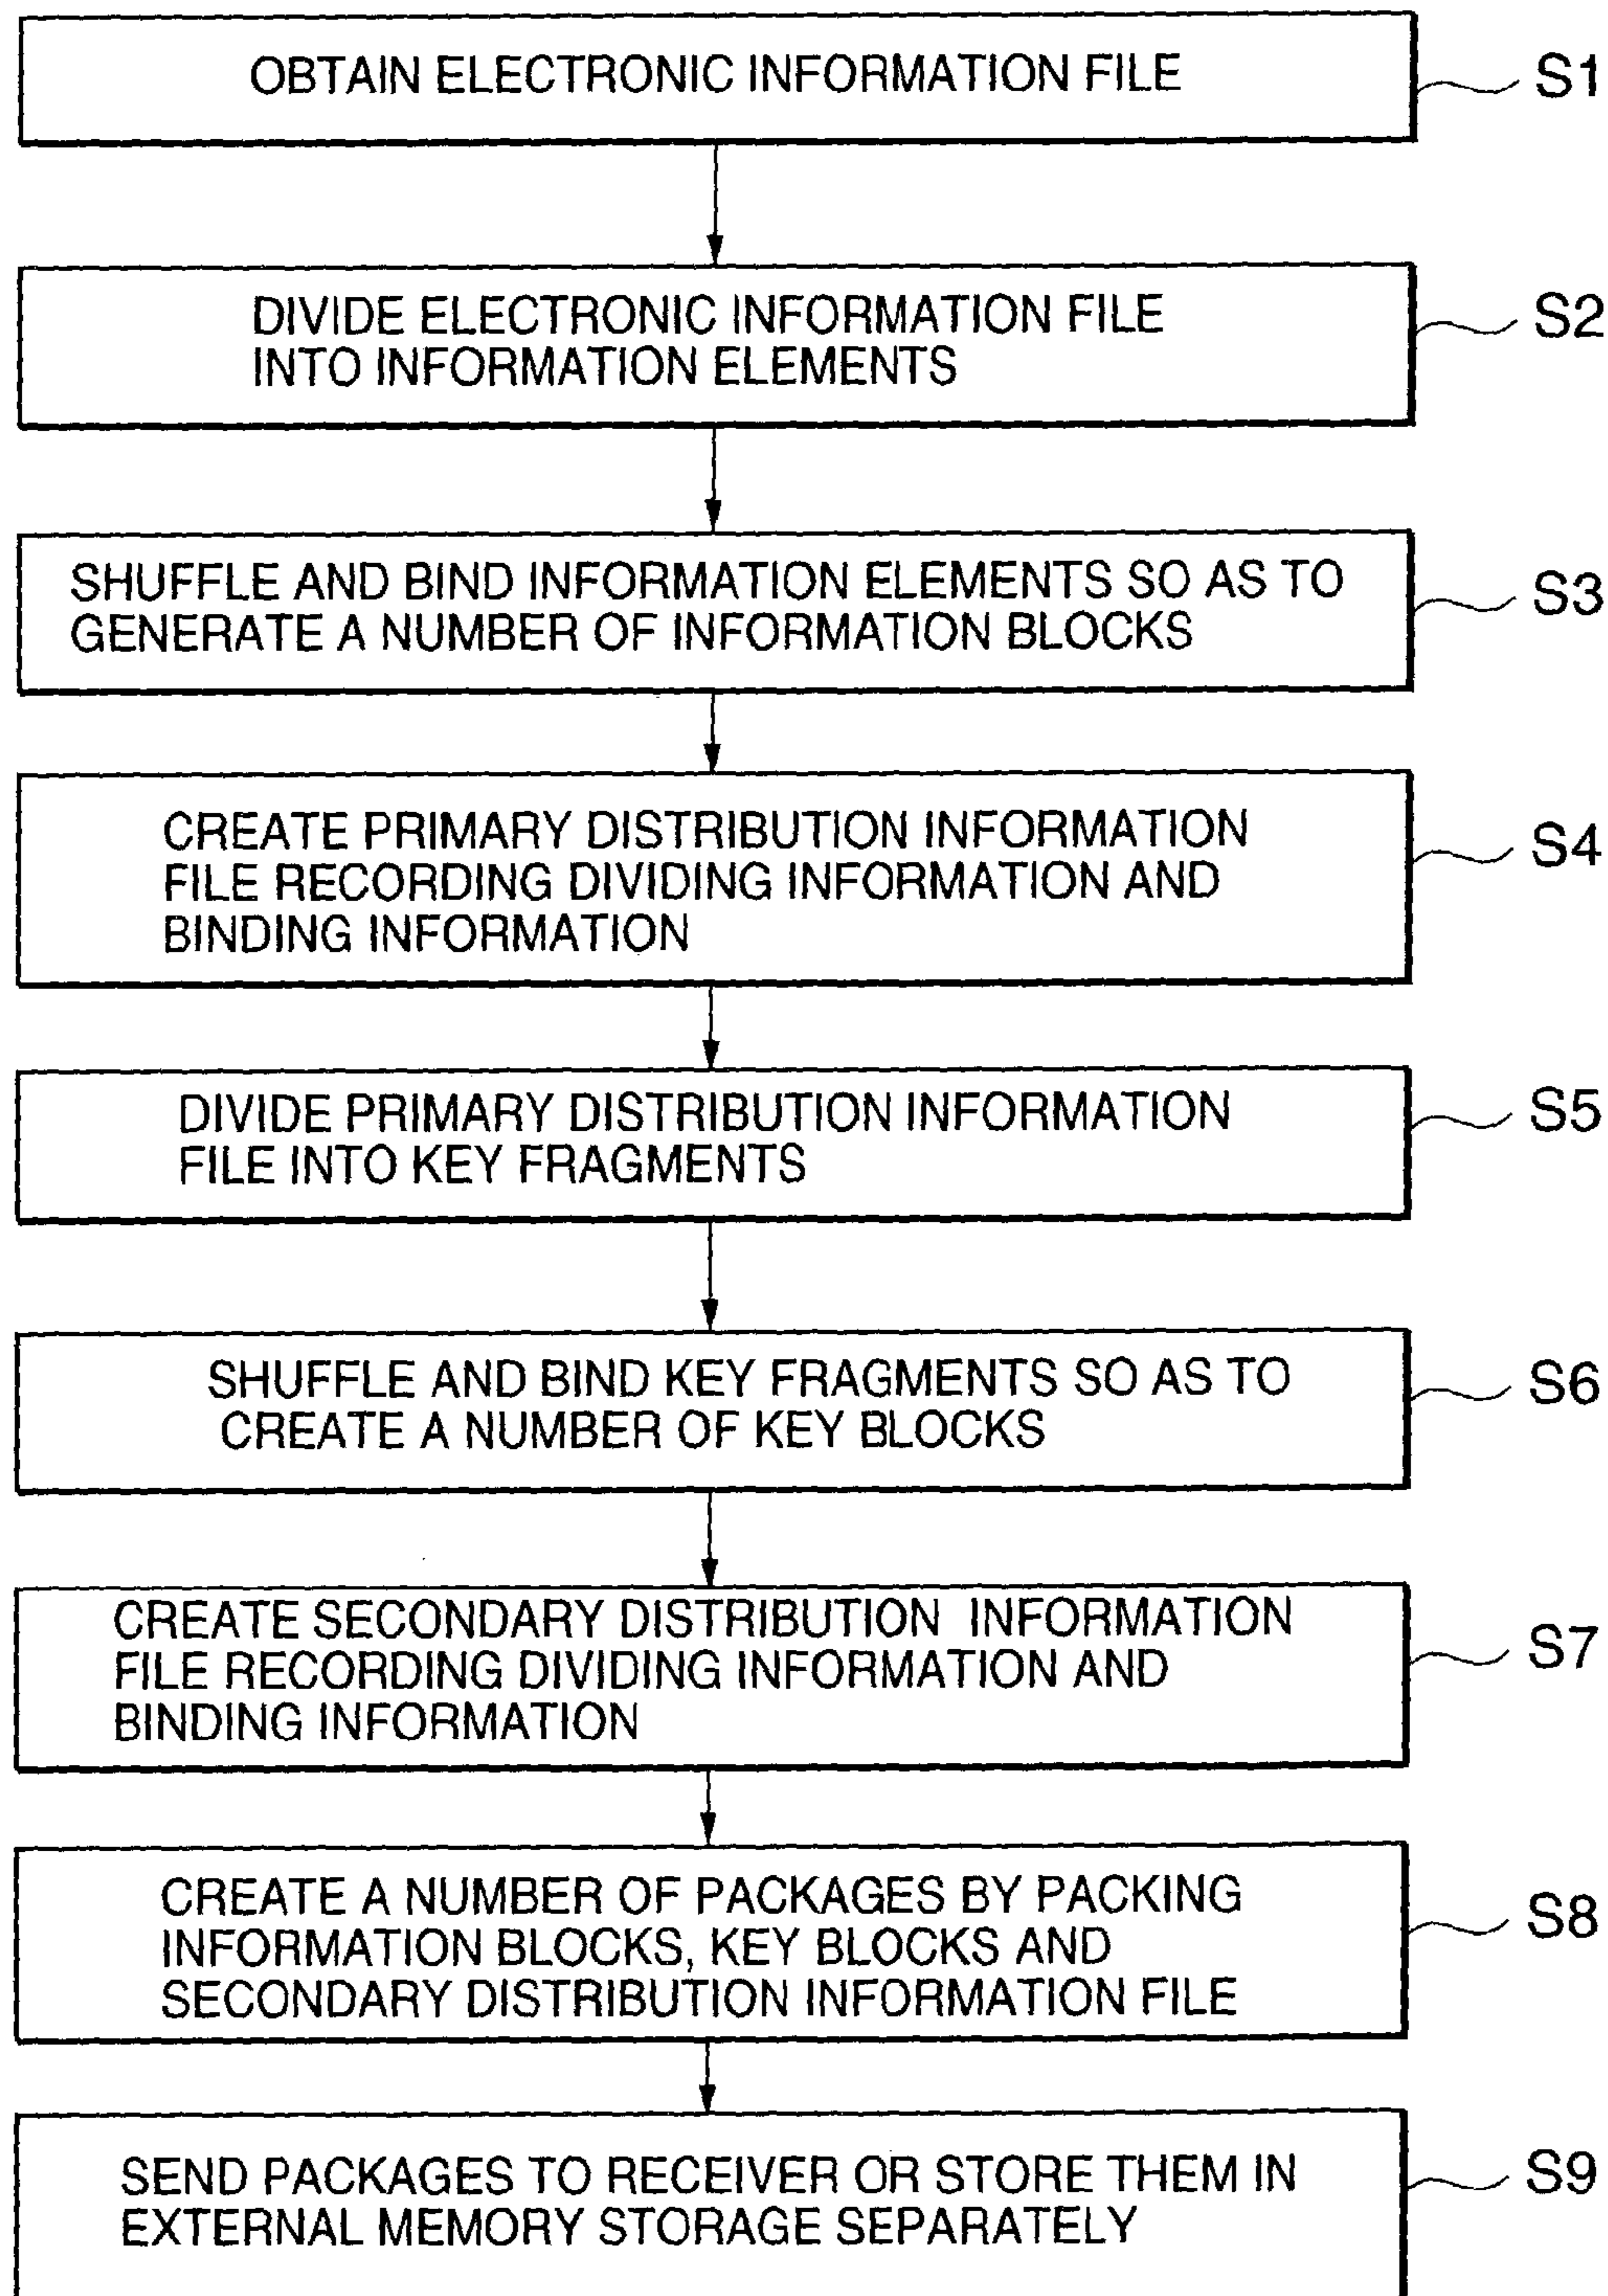 OBTAIN ELECTRONIC INFORMATION FILE
S1
DIVIDE ELECTRONIC INFORMATION FILE
INTO INFORMATION ELEMENTS
S2
SHUFFLE AND BIND INFORMATION ELEMENTS SO AS TO
GENERATE A NUMBER OF INFORMATION BLOCKS
S3
CREATE PRIMARY DISTRIBUTION INFORMATION
FILE RECORDING DIVIDING INFORMATION AND
BINDING INFORMATION
S4
DIVIDE PRIMARY DISTRIBUTION INFORMATION
FILE INTO KEY FRAGMENTS
S5
SHUFFLE AND BIND KEY FRAGMENTS SO AS TO
CREATE A NUMBER OF KEY BLOCKS
S6
CREATE SECONDARY DISTRIBUTION INFORMATION
FILE RECORDING DIVIDING INFORMATION AND
BINDING INFORMATION
S7
CREATE A NUMBER OF PACKAGES BY PACKING
INFORMATION BLOCKS, KEY BLOCKS AND
SECONDARY DISTRIBUTION INFORMATION FILE
S8
SEND PACKAGES TO RECEIVER OR STORE THEM IN
EXTERNAL MEMORY STORAGE SEPARATELY
S9